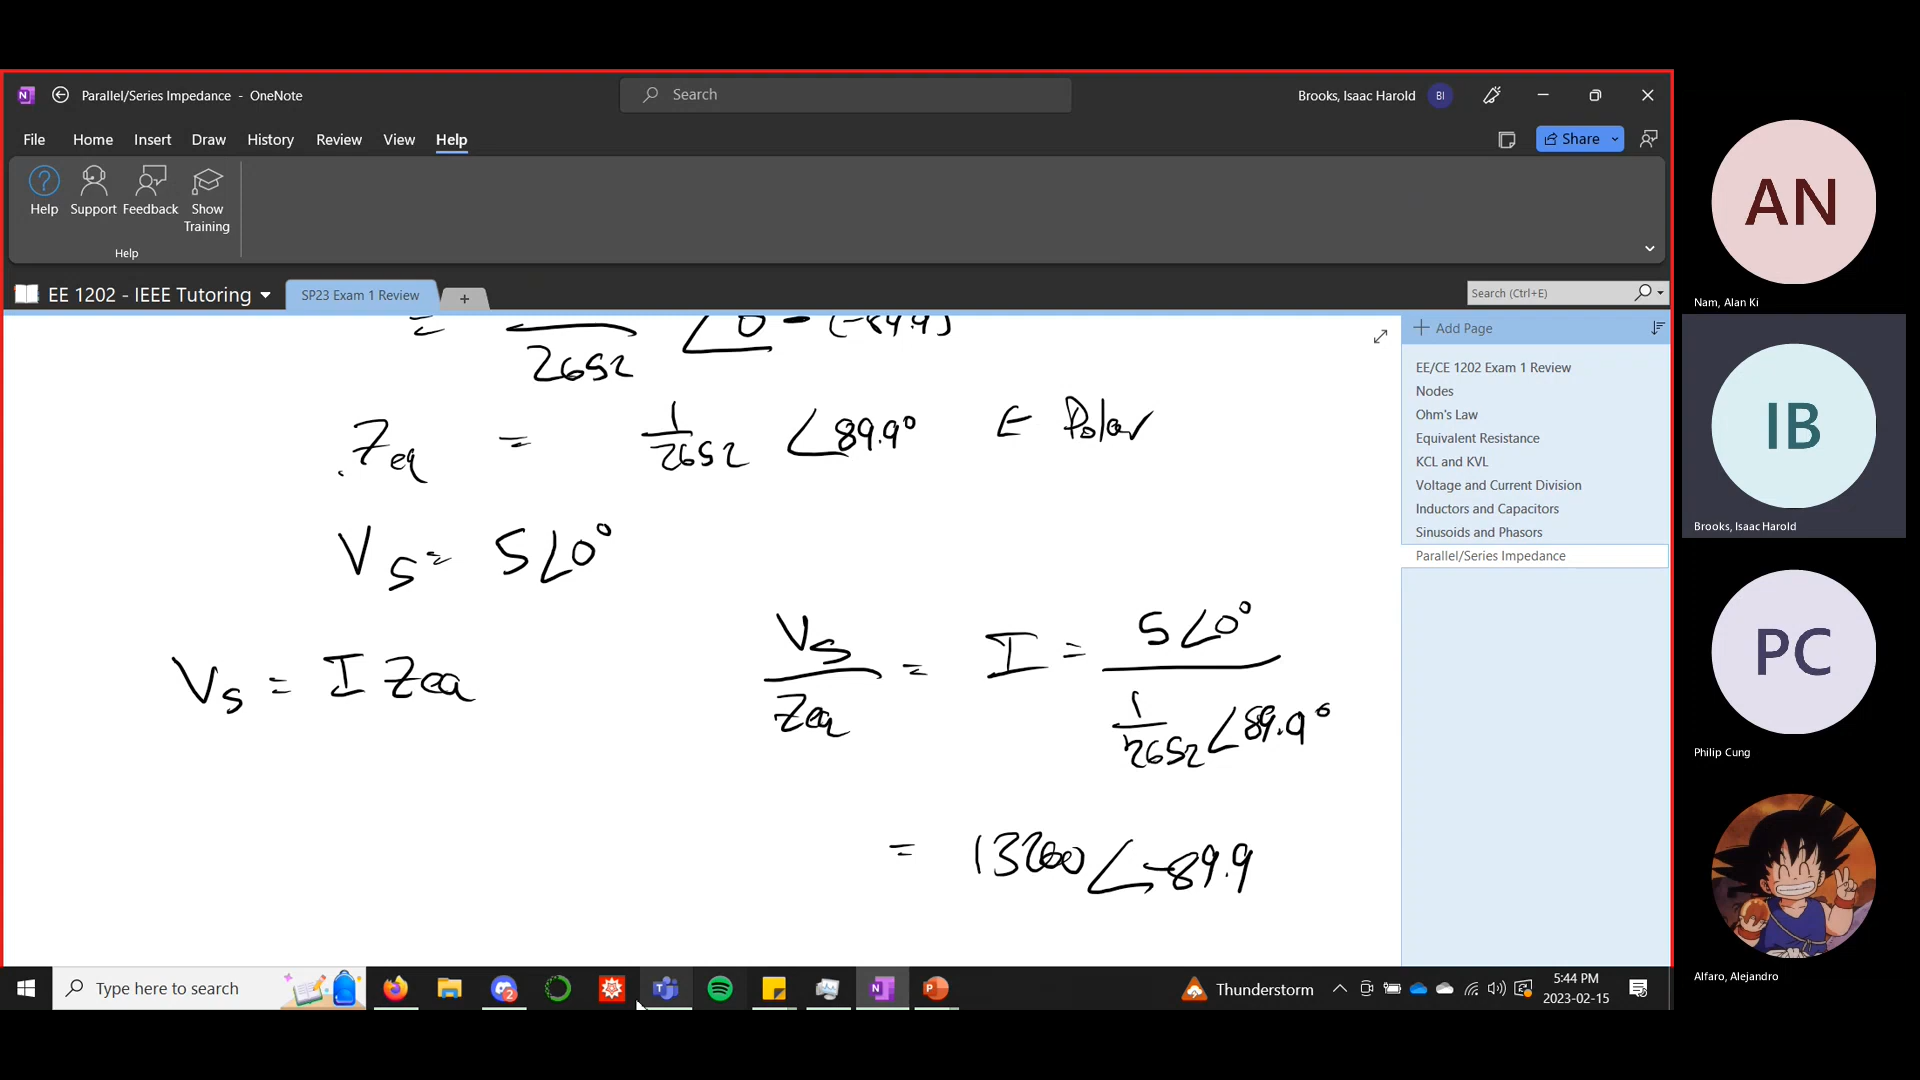 Parallel/Series Impedance - OneNote
Search
Brooks, Isaac Harold
BI
File Home Insert Draw History Review View Help
Share
Help Support Feedback Show Training
Help
EE 1202 - IEEE Tutoring
SP23 Exam 1 Review
+
Search (Ctrl+E)
Add Page
EE/CE 1202 Exam 1 Review
Nodes
Ohm's Law
Equivalent Resistance
KCL and KVL
Voltage and Current Division
Inductors and Capacitors
Sinusoids and Phasors
Parallel/Series Impedance
= 2652 ∠0 - (-89.9)
Zeq = 1/2652 ∠89.9° ← Polar
Vs = 5∠0°
Vs = I Zeq
Vs/Zeq = I = 5∠0° / (1/2652 ∠89.9°)
= 13260∠-89.9
Type here to search
Thunderstorm
5:44 PM
2023-02-15
AN
Nam, Alan Ki
IB
Brooks, Isaac Harold
PC
Philip Cung
Alfaro, Alejandro